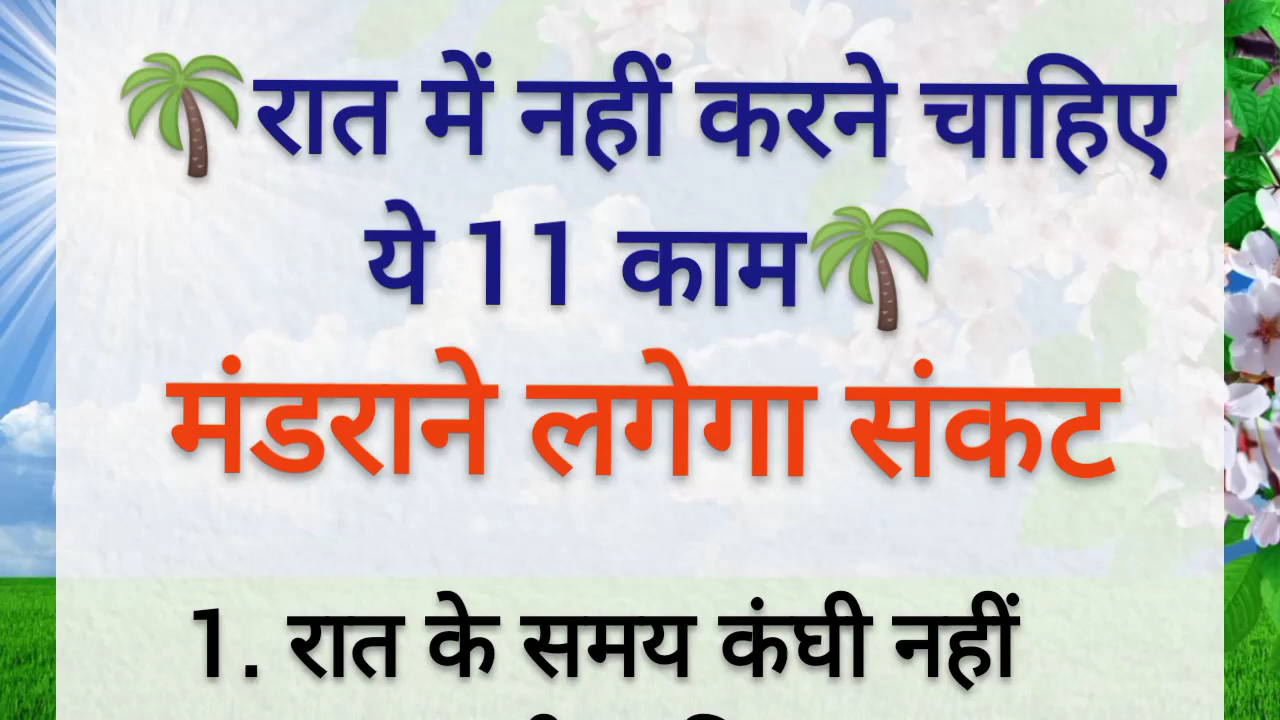 🌴रात में नहीं करने चाहिए
ये 11 काम🌴
मंडराने लगेगा संकट
1. रात के समय कंघी नहीं